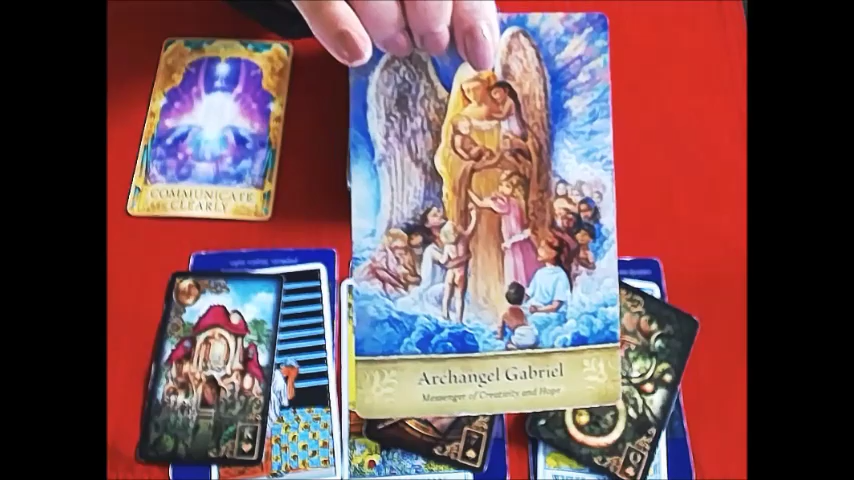 COMMUNICATE
CLEARLY
Archangel Gabriel
Messenger of Creativity and Hope